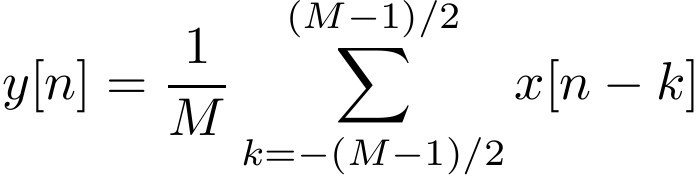 y[n] = \frac{1}{M} \sum_{k=-(M-1)/2}^{(M-1)/2} x[n-k]